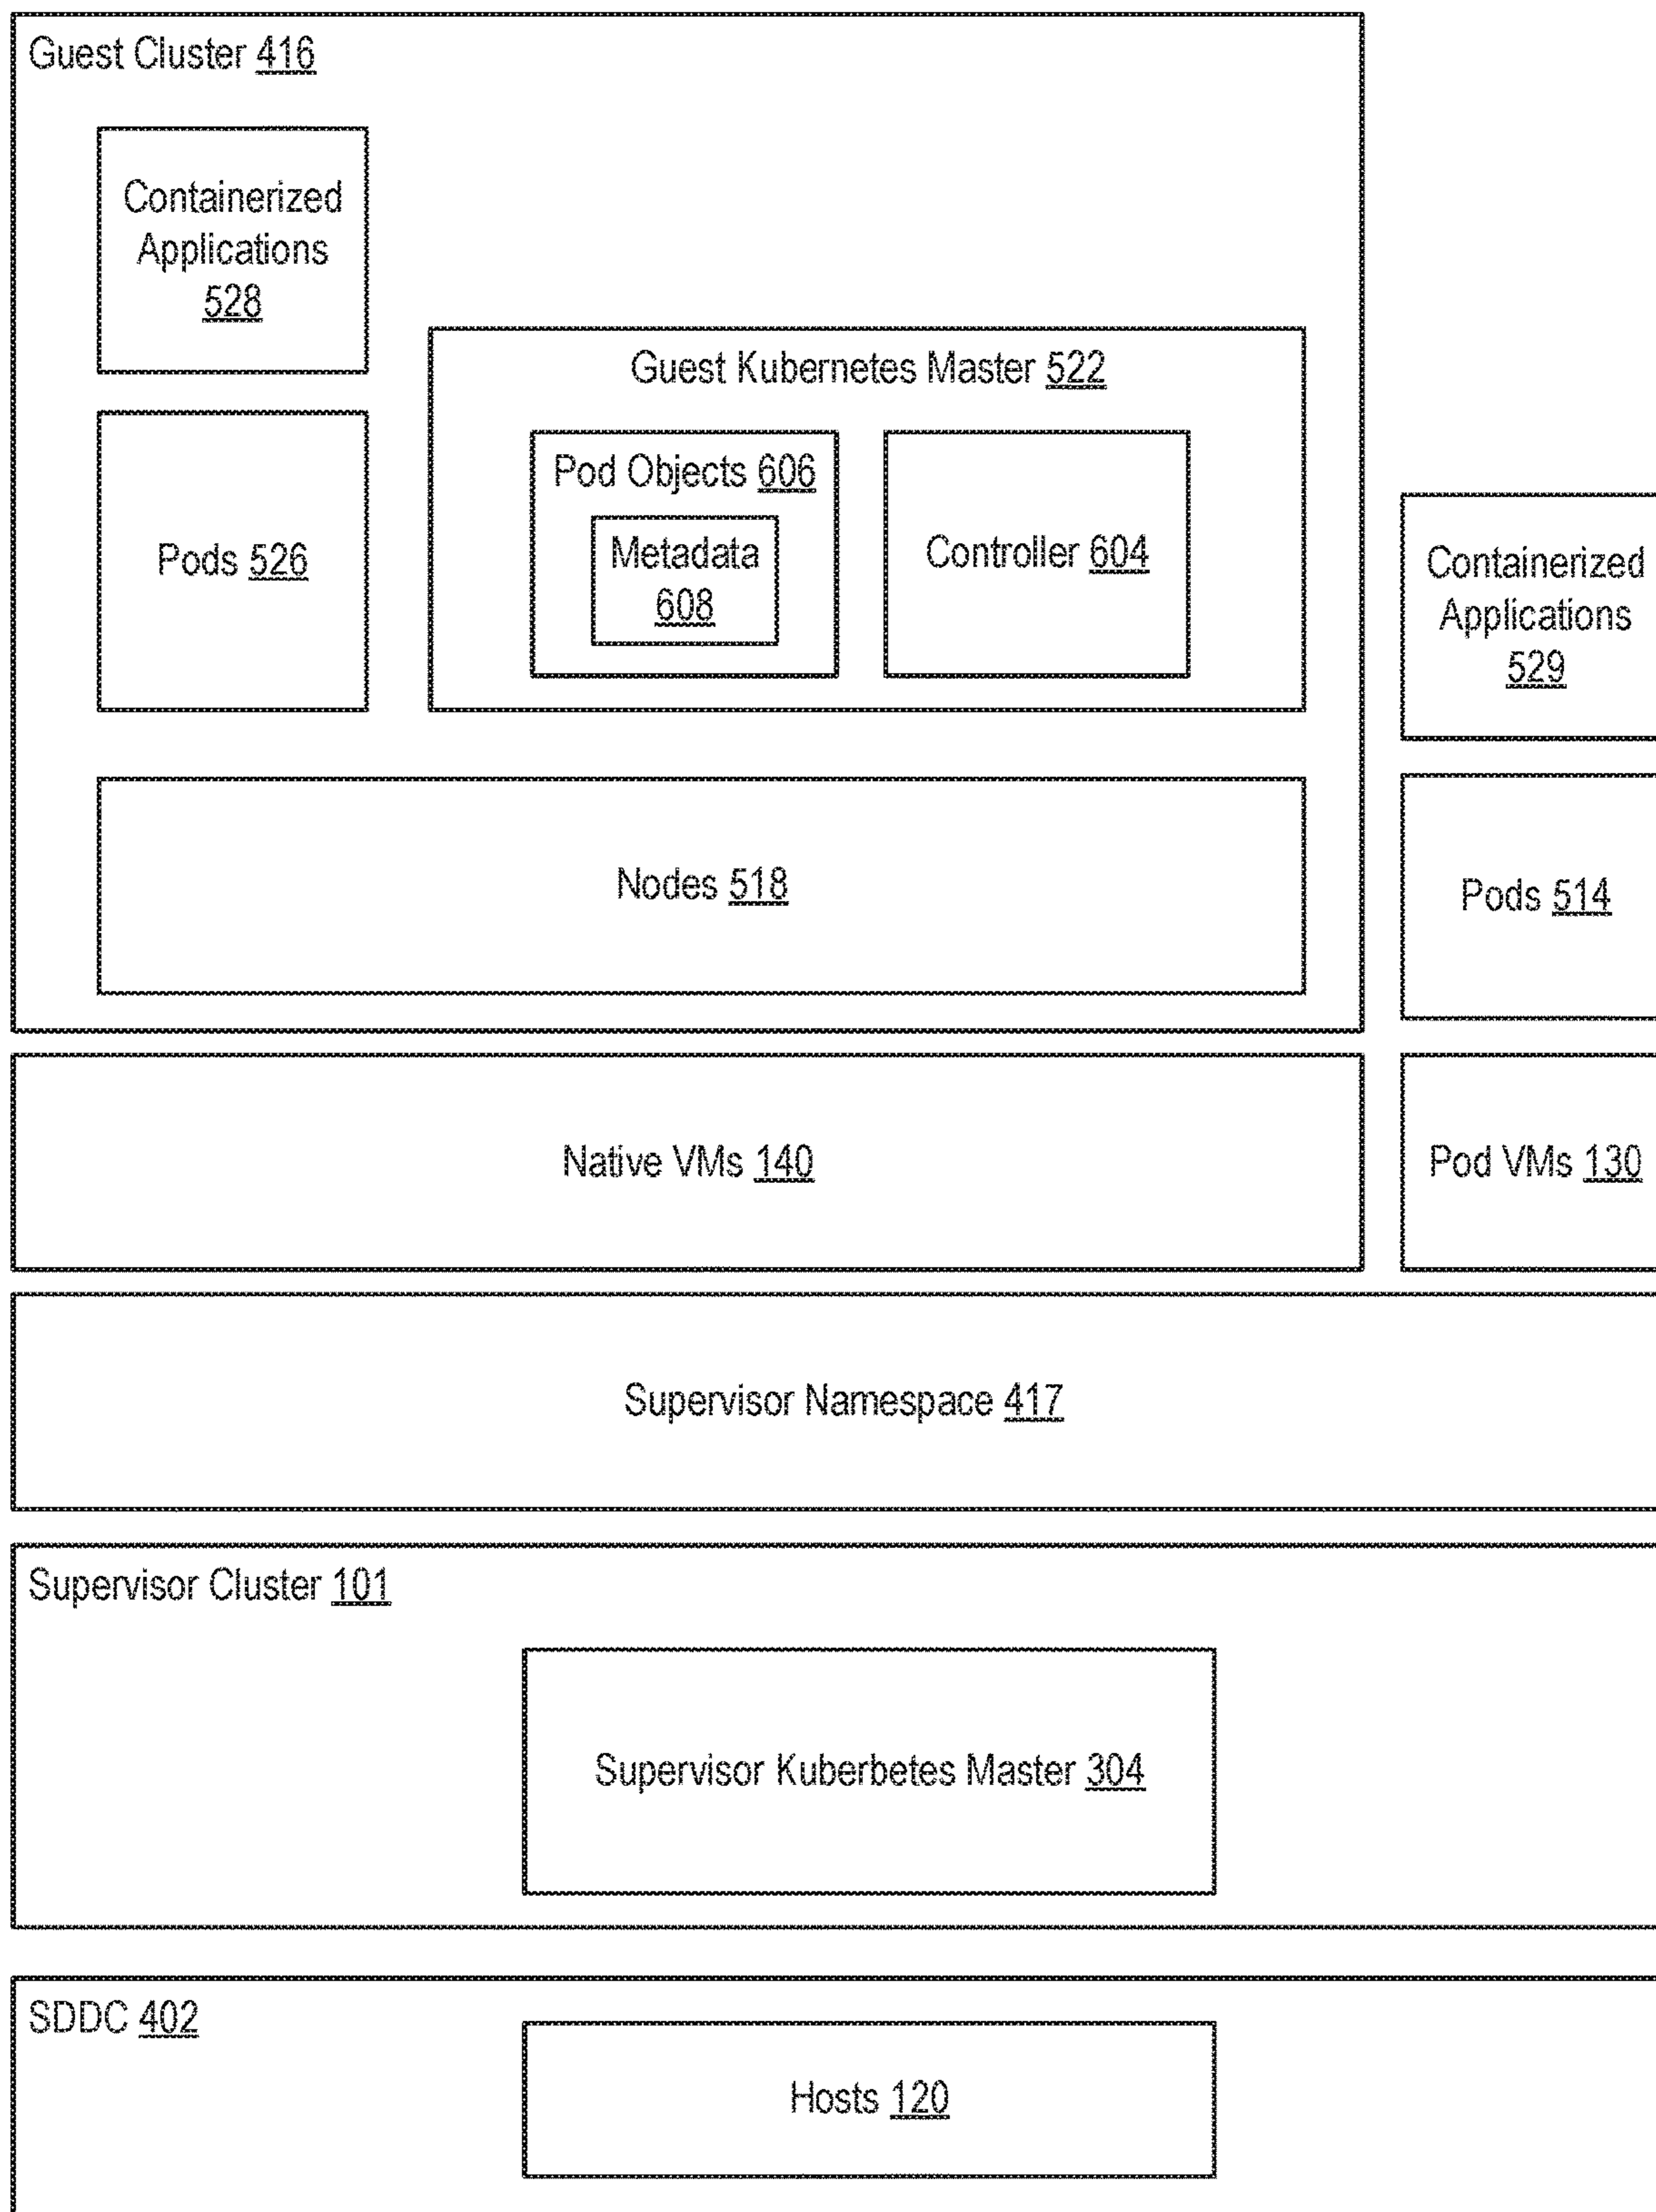 Guest Cluster 416
Containerized
Applications
528
Guest Kubernetes Master 522
Pod Objects 606
Metadata
608
Controller 604
Pods 526
Containerized
Applications
529
Nodes 518
Pods 514
Native VMs 140
Pod VMs 130
Supervisor Namespace 417
Supervisor Cluster 101
Supervisor Kuberbetes Master 304
SDDC 402
Hosts 120